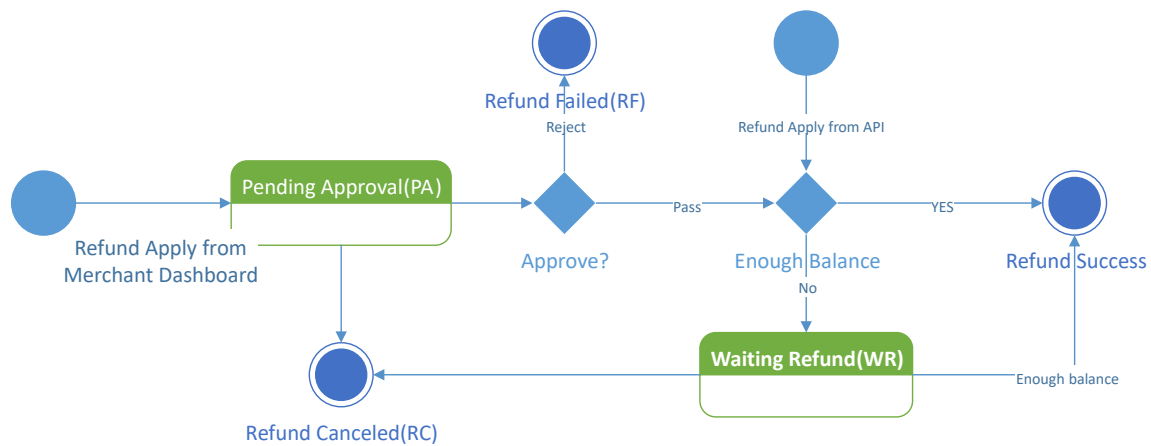 Refund Failed(RF)
Reject
Refund Apply from API
Pending Approval(PA)
Pass
YES
Refund Apply from
Merchant Dashboard
Approve?
Enough Balance
Refund Success
No
Waiting Refund(WR)
Enough balance
Refund Canceled(RC)